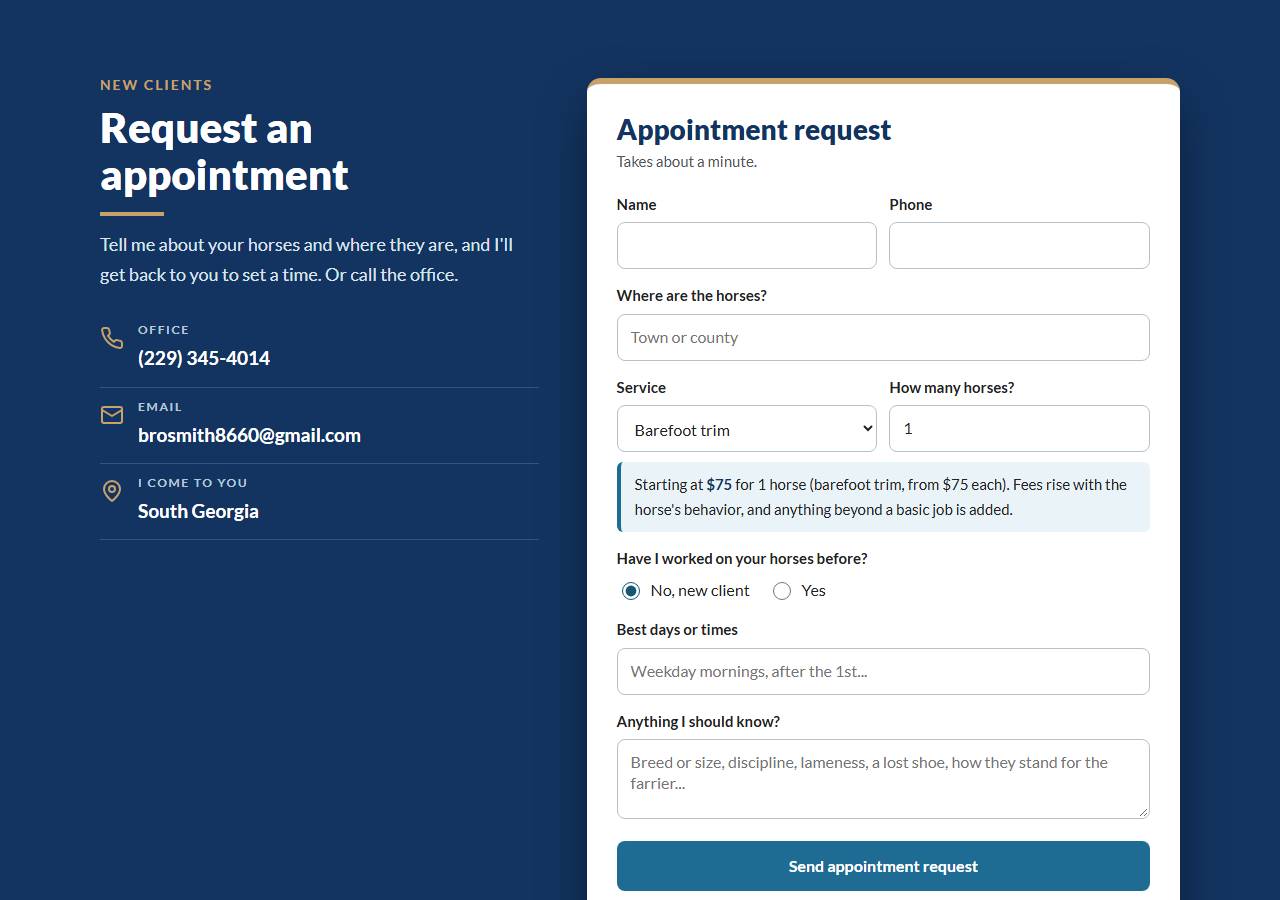 NEW CLIENTS
Request an
appointment
Tell me about your horses and where they are, and I'll
get back to you to set a time. Or call the office.
OFFICE
(229) 345-4014
EMAIL
brosmith8660@gmail.com
I COME TO YOU
South Georgia
Appointment request
Takes about a minute.
Name
Phone
Where are the horses?
Town or county
Service
How many horses?
Barefoot trim
1
Starting at $75 for 1 horse (barefoot trim, from $75 each). Fees rise with the
horse's behavior, and anything beyond a basic job is added.
Have I worked on your horses before?
No, new client
Yes
Best days or times
Weekday mornings, after the 1st...
Anything I should know?
Breed or size, discipline, lameness, a lost shoe, how they stand for the
farrier...
Send appointment request